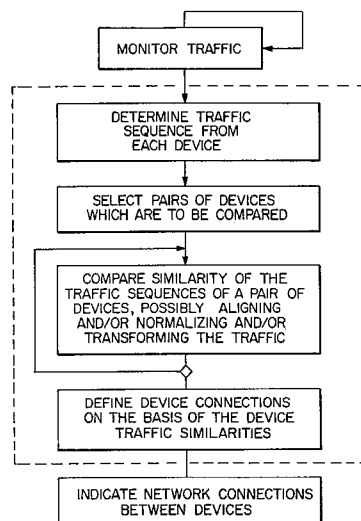 MONITOR TRAFFIC
DETERMINE TRAFFIC
SEQUENCE FROM
EACH DEVICE
SELECT PAIRS OF DEVICES
WHICH ARE TO BE COMPARED
COMPARE SIMILARITY OF THE
TRAFFIC SEQUENCES OF A PAIR OF
DEVICES, POSSIBLY ALIGNING
AND/OR NORMALIZING AND/OR
TRANSFORMING THE TRAFFIC
DEFINE DEVICE CONNECTIONS
ON THE BASIS OF THE DEVICE
TRAFFIC SIMILARITIES
INDICATE NETWORK CONNECTIONS
BETWEEN DEVICES